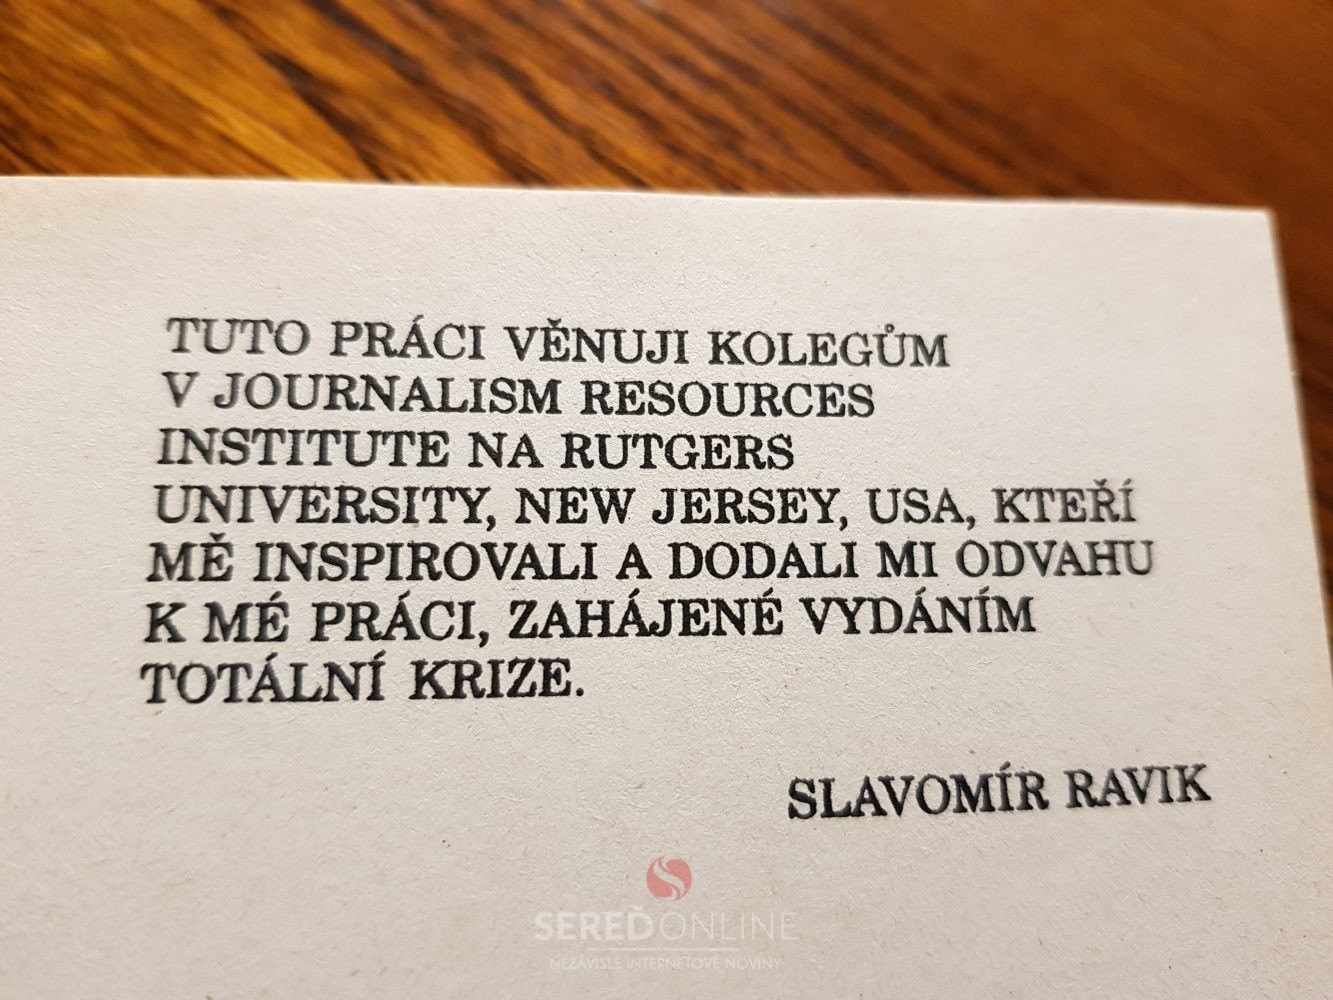 TUTO PRÁCI VĚNUJI KOLEGŮM
V JOURNALISM RESOURCES
INSTITUTE NA RUTGERS
UNIVERSITY, NEW JERSEY, USA, KTEŘÍ
MĚ INSPIROVALI A DODALI MI ODVAHU
K MÉ PRÁCI, ZAHÁJENÉ VYDÁNÍM
TOTÁLNÍ KRIZE.
SLAVOMÍR RAVIK
SEREĎONLINE
NEZÁVISLÉ INTERNETOVÉ NOVINY